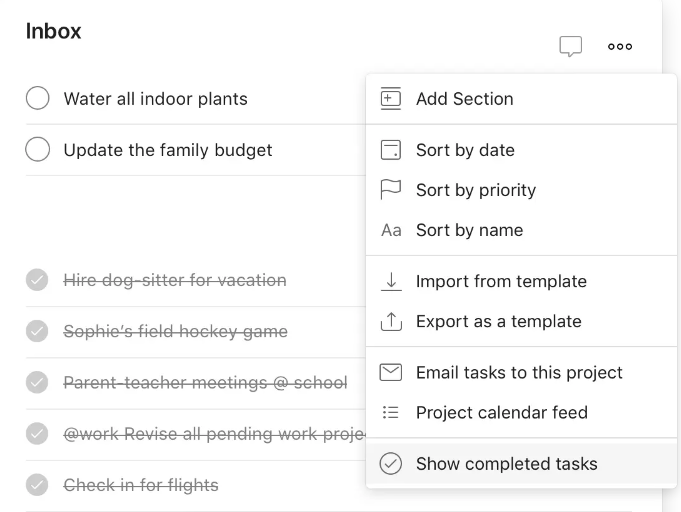 Inbox
Water all indoor plants
Update the family budget
Hire dog-sitter for vacation
Sophie's field hockey game
Parent-teacher meetings @ school
@work Revise all pending work
Check in for flights
Add Section
Sort by date
Sort by priority
Aa Sort by name
Import from template
Export as a template
Email tasks to this project
Project calendar feed
Show completed tasks